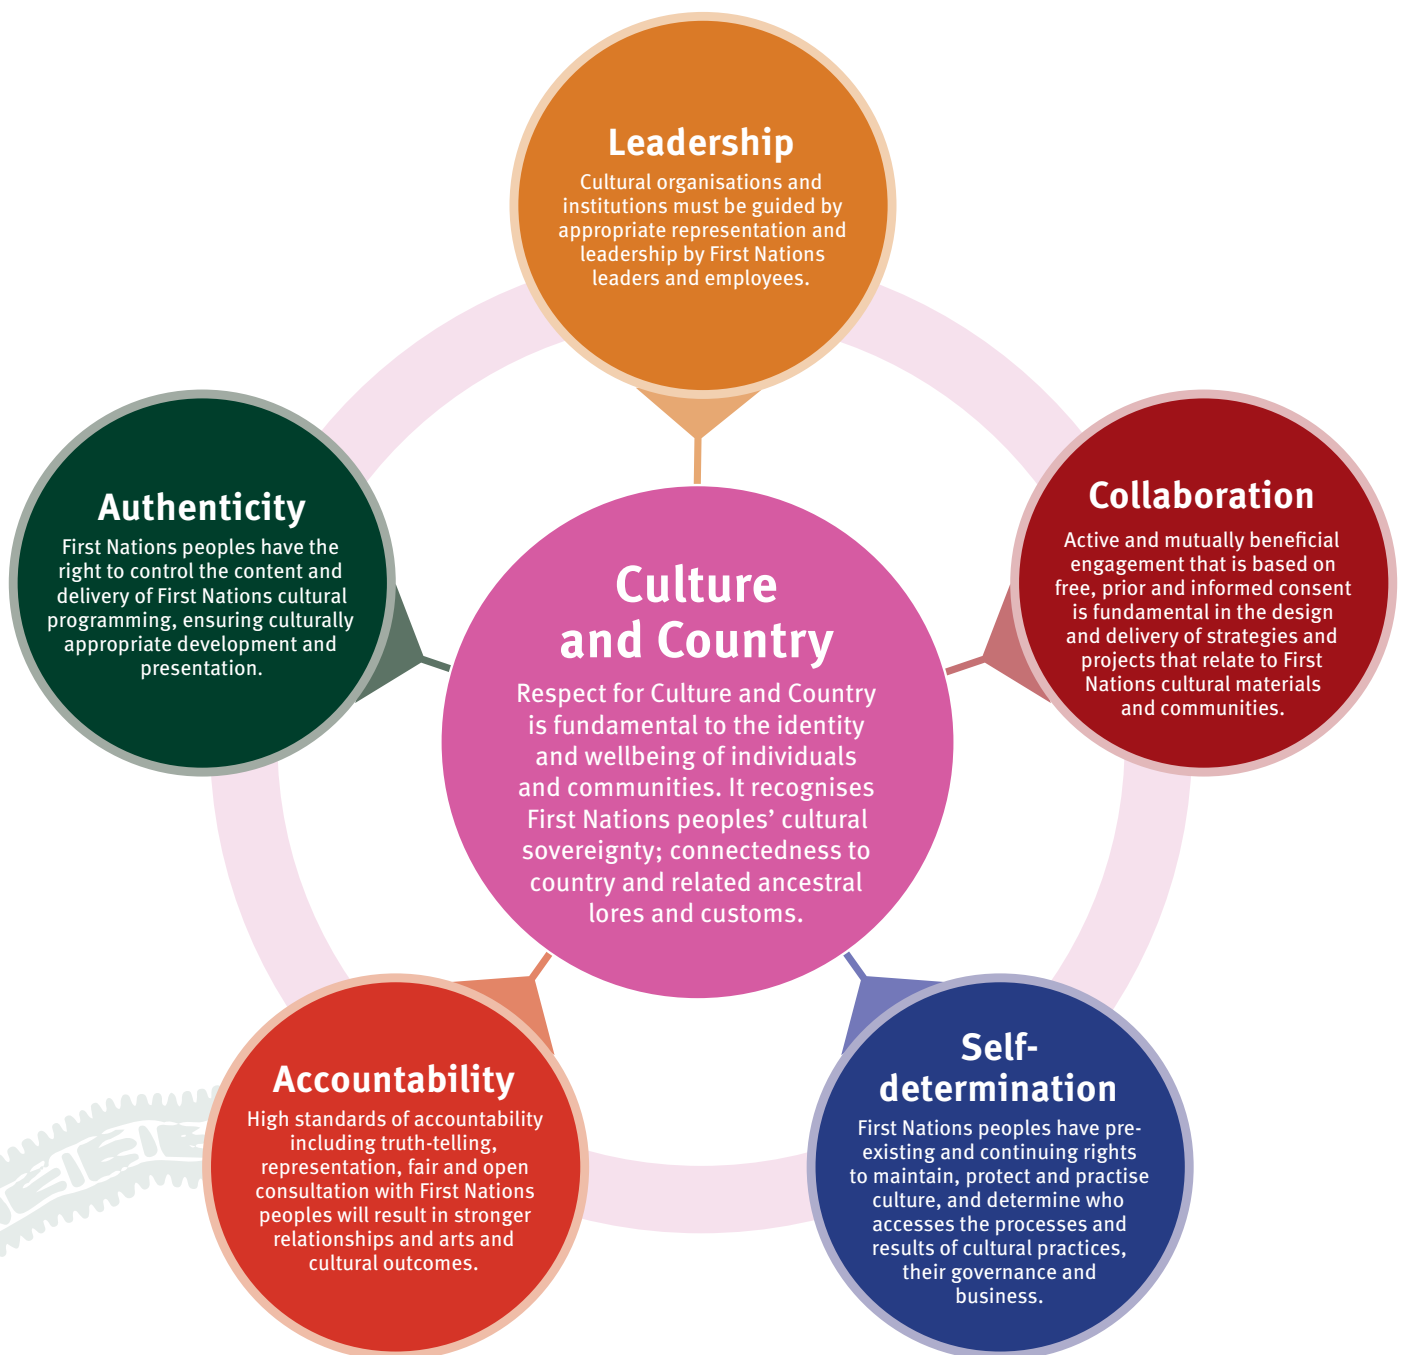 Leadership
Cultural organisations and
institutions must be guided by
appropriate representation and
leadership by First Nations
leaders and employees.
Authenticity
First Nations peoples have the
right to control the content and
delivery of First Nations cultural
programming, ensuring culturally
appropriate development and
presentation.
Collaboration
Active and mutually beneficial
engagement that is based on
free, prior and informed consent
is fundamental in the design
and delivery of strategies and
projects that relate to First
Nations cultural materials
and communities.
Culture
and Country
Respect for Culture and Country
is fundamental to the identity
and wellbeing of individuals
and communities. It recognises
First Nations peoples’ cultural
sovereignty; connectedness to
country and related ancestral
lores and customs.
Accountability
High standards of accountability
including truth-telling,
representation, fair and open
consultation with First Nations
peoples will result in stronger
relationships and arts and
cultural outcomes.
Self-
determination
First Nations peoples have pre-
existing and continuing rights
to maintain, protect and practise
culture, and determine who
accesses the processes and
results of cultural practices,
their governance and
business.